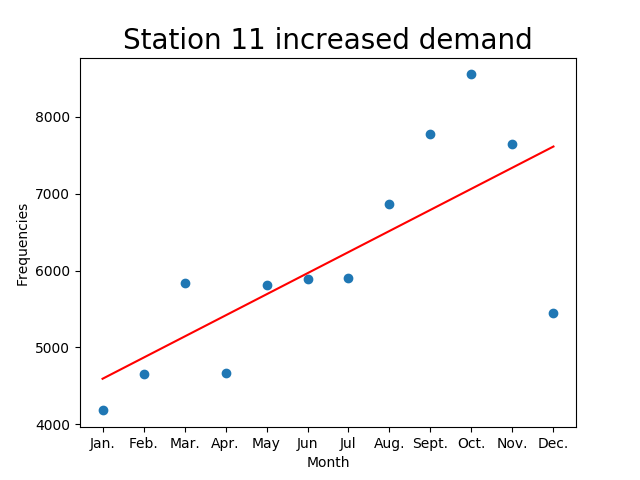 Station 11 increased demand
8000
7000
6000
5000
4000
Frequencies
Jan. Feb. Mar. Apr. May Jun Jul Aug. Sept. Oct. Nov. Dec.
Month